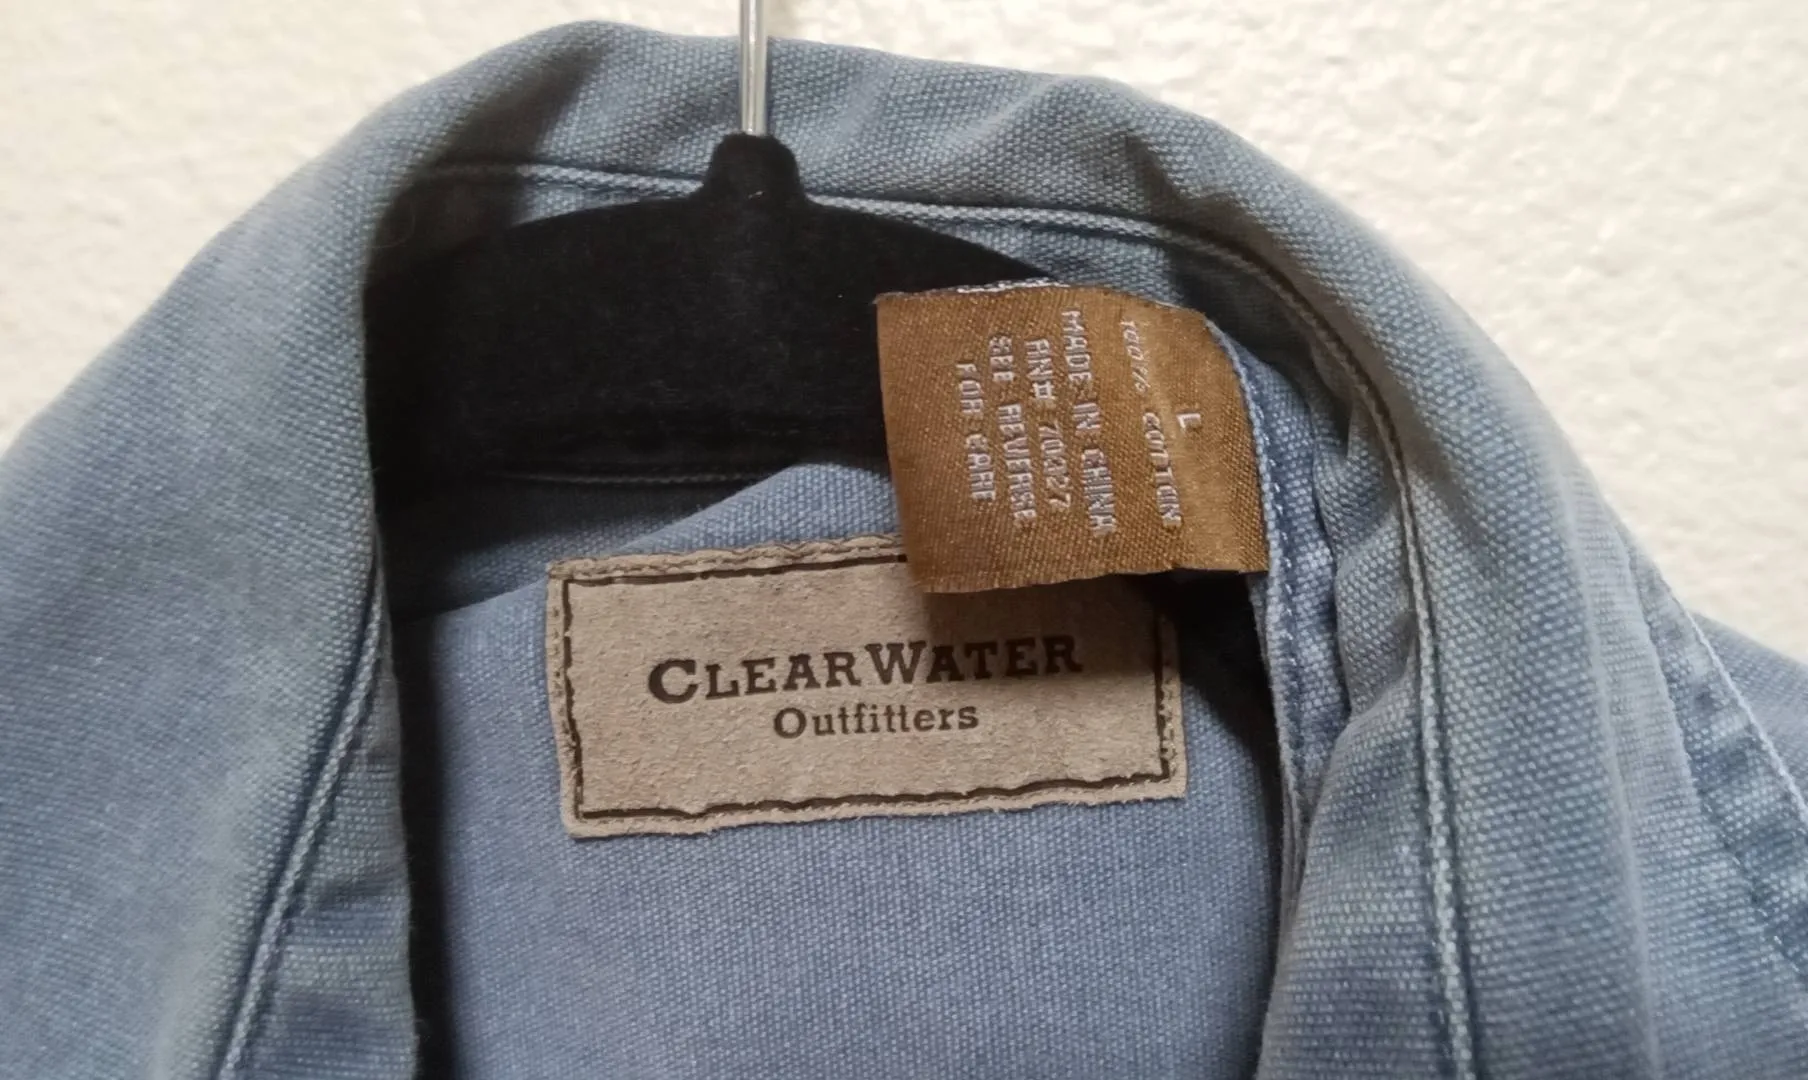 CLEARWATER
Outfitters
L
100% COTTON
MADE IN CHINA
RN# 70327
SEE REVERSE
FOR CARE